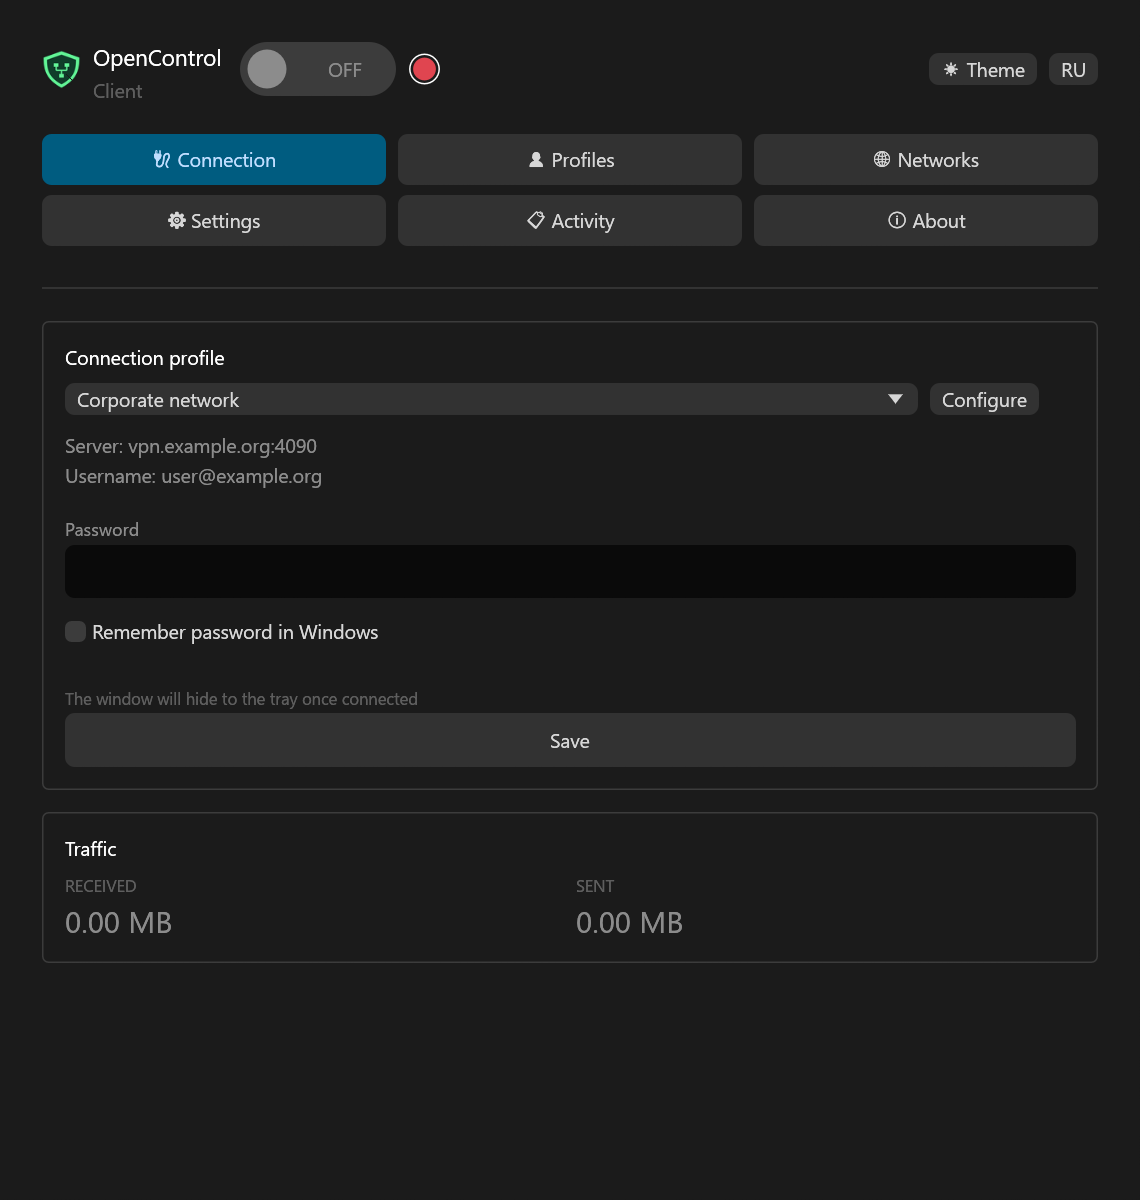 OpenControl
Client
OFF
Theme
RU
Connection
Profiles
Networks
Settings
Activity
About
Connection profile
Corporate network
Configure
Server: vpn.example.org:4090
Username: user@example.org
Password
Remember password in Windows
The window will hide to the tray once connected
Save
Traffic
RECEIVED
SENT
0.00 MB
0.00 MB